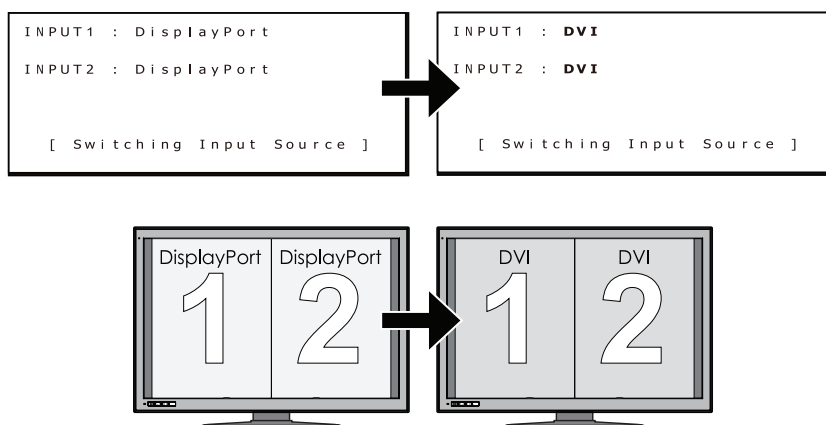 INPUT1 : DisplayPort
INPUT2 : DisplayPort
[ Switching Input Source ]
INPUT1 : DVI
INPUT2 : DVI
[ Switching Input Source ]
DisplayPort DisplayPort
1 2
DVI DVI
1 2